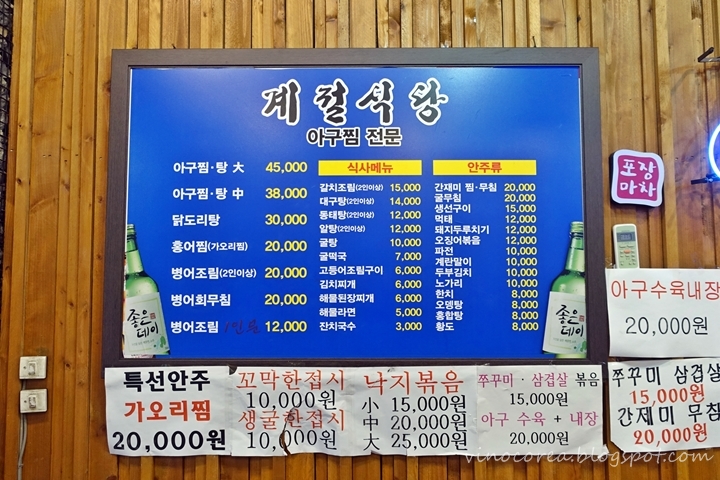 계절식당
아구찜 전문
아구찜·탕 大 45,000
아구찜·탕 中 38,000
닭도리탕 30,000
홍어찜(가오리찜) 20,000
병어조림(2인이상) 20,000
병어회무침 20,000
병어조림 1인분 12,000
식사메뉴
갈치조림(2인이상) 15,000
대구탕(2인이상) 14,000
동태탕(2인이상) 12,000
알탕(2인이상) 12,000
굴탕 10,000
굴떡국 7,000
고등어조림구이 6,000
김치찌개 6,000
해물된장찌개 6,000
해물라면 5,000
잔치국수 3,000
안주류
간재미 찜·무침 20,000
굴무침 20,000
생선구이 15,000
먹태 12,000
돼지두루치기 12,000
오징어볶음 12,000
파전 10,000
계란말이 10,000
두부김치 10,000
노가리 10,000
한치 8,000
오뎅탕 8,000
홍합탕 8,000
황도 8,000
좋은
데이
좋은
데이
포장
마차
아구수육내장
20,000원
특선안주
가오리찜
20,000원
꼬막한접시
10,000원
생굴한접시
10,000원
낙지볶음
小 15,000원
中 20,000원
大 25,000원
쭈꾸미·삼겹살 볶음
15,000원
아구 수육 + 내장
20,000원
쭈꾸미 삼겹살
15,000원
간제미 무침
20,000원
vinocorea.blogspot.com